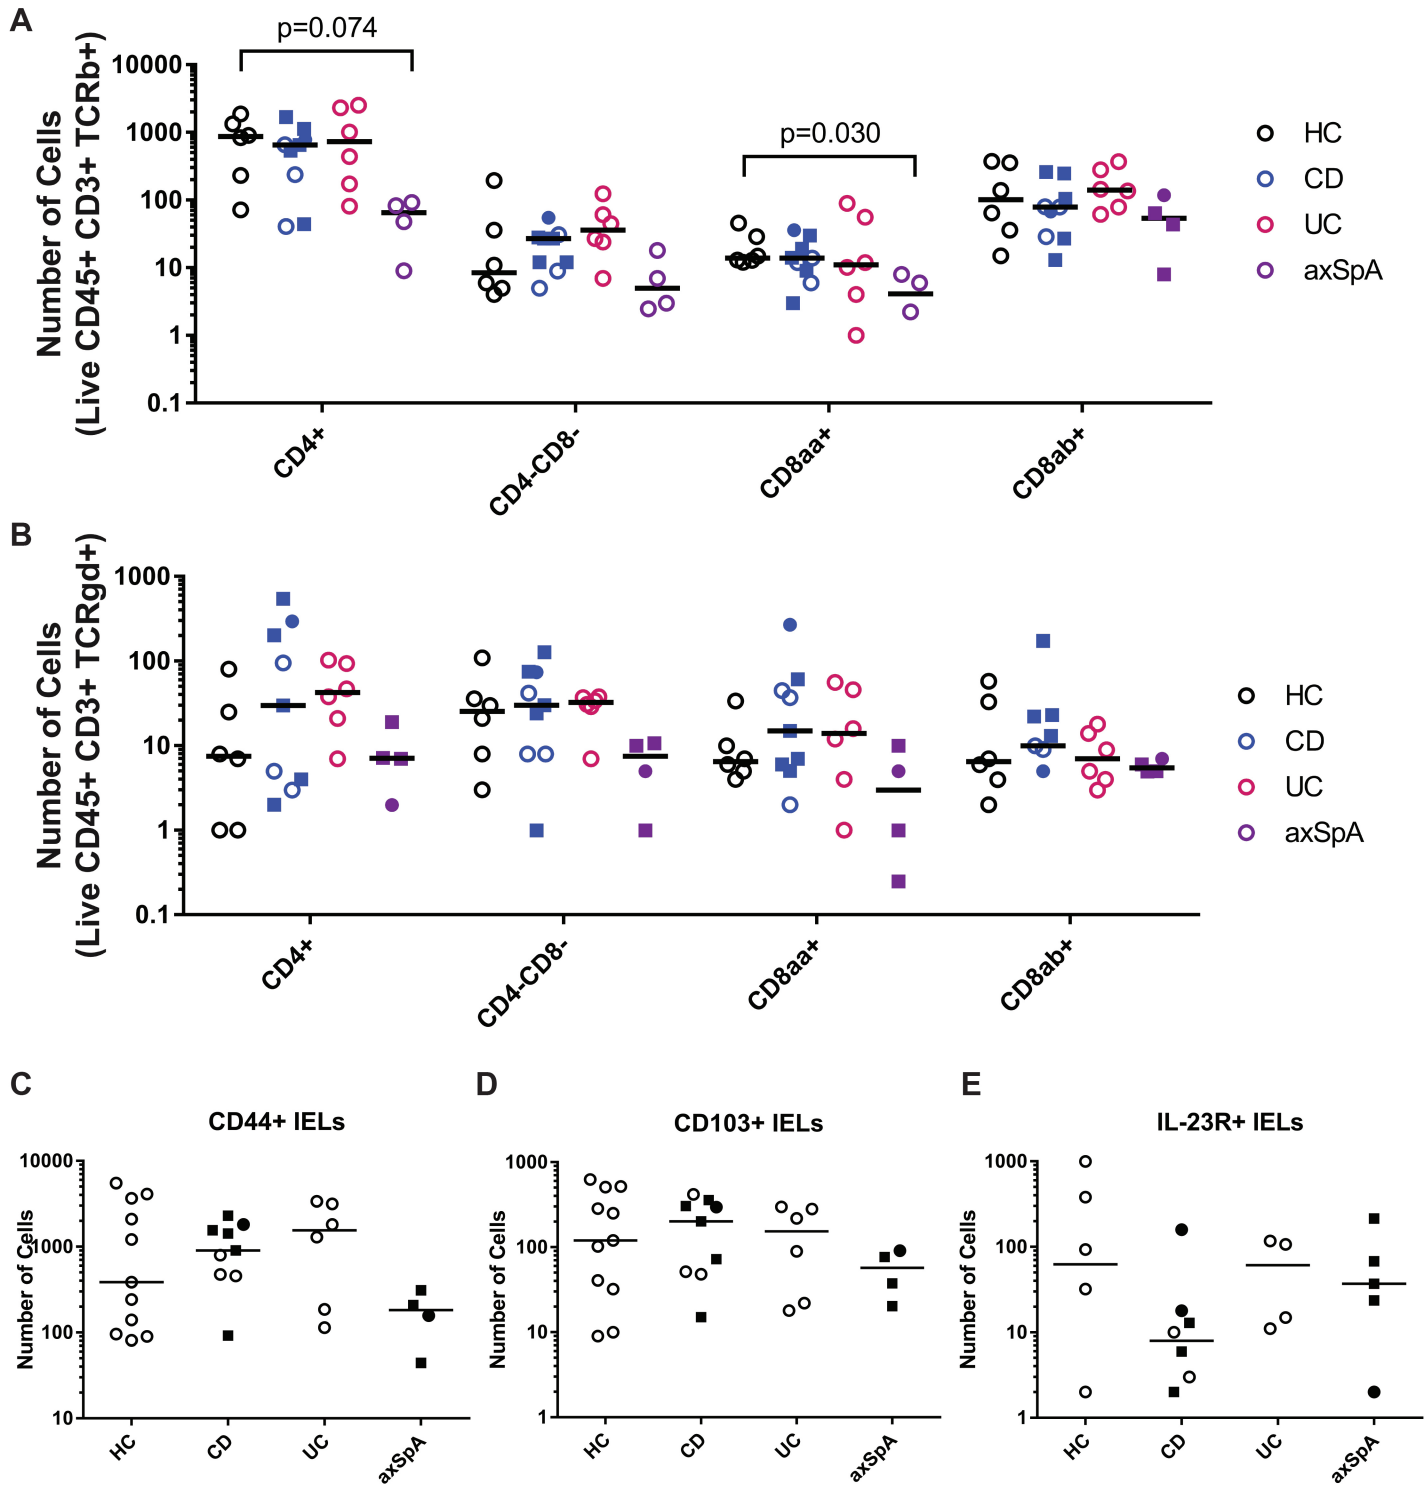 A
p=0.074
p=0.030
Number of Cells
(Live CD45+ CD3+ TCRb+)
10000
1000
100
10
1
0.1
CD4+
CD4-CD8-
CD8aa+
CD8ab+
HC
CD
UC
axSpA
B
Number of Cells
(Live CD45+ CD3+ TCRgd+)
1000
100
10
1
0.1
CD4+
CD4-CD8-
CD8aa+
CD8ab+
HC
CD
UC
axSpA
C
CD44+ IELs
Number of Cells
10000
1000
100
10
HC
CD
UC
axSpA
D
CD103+ IELs
Number of Cells
1000
100
10
1
HC
CD
UC
axSpA
E
IL-23R+ IELs
Number of Cells
1000
100
10
1
HC
CD
UC
axSpA